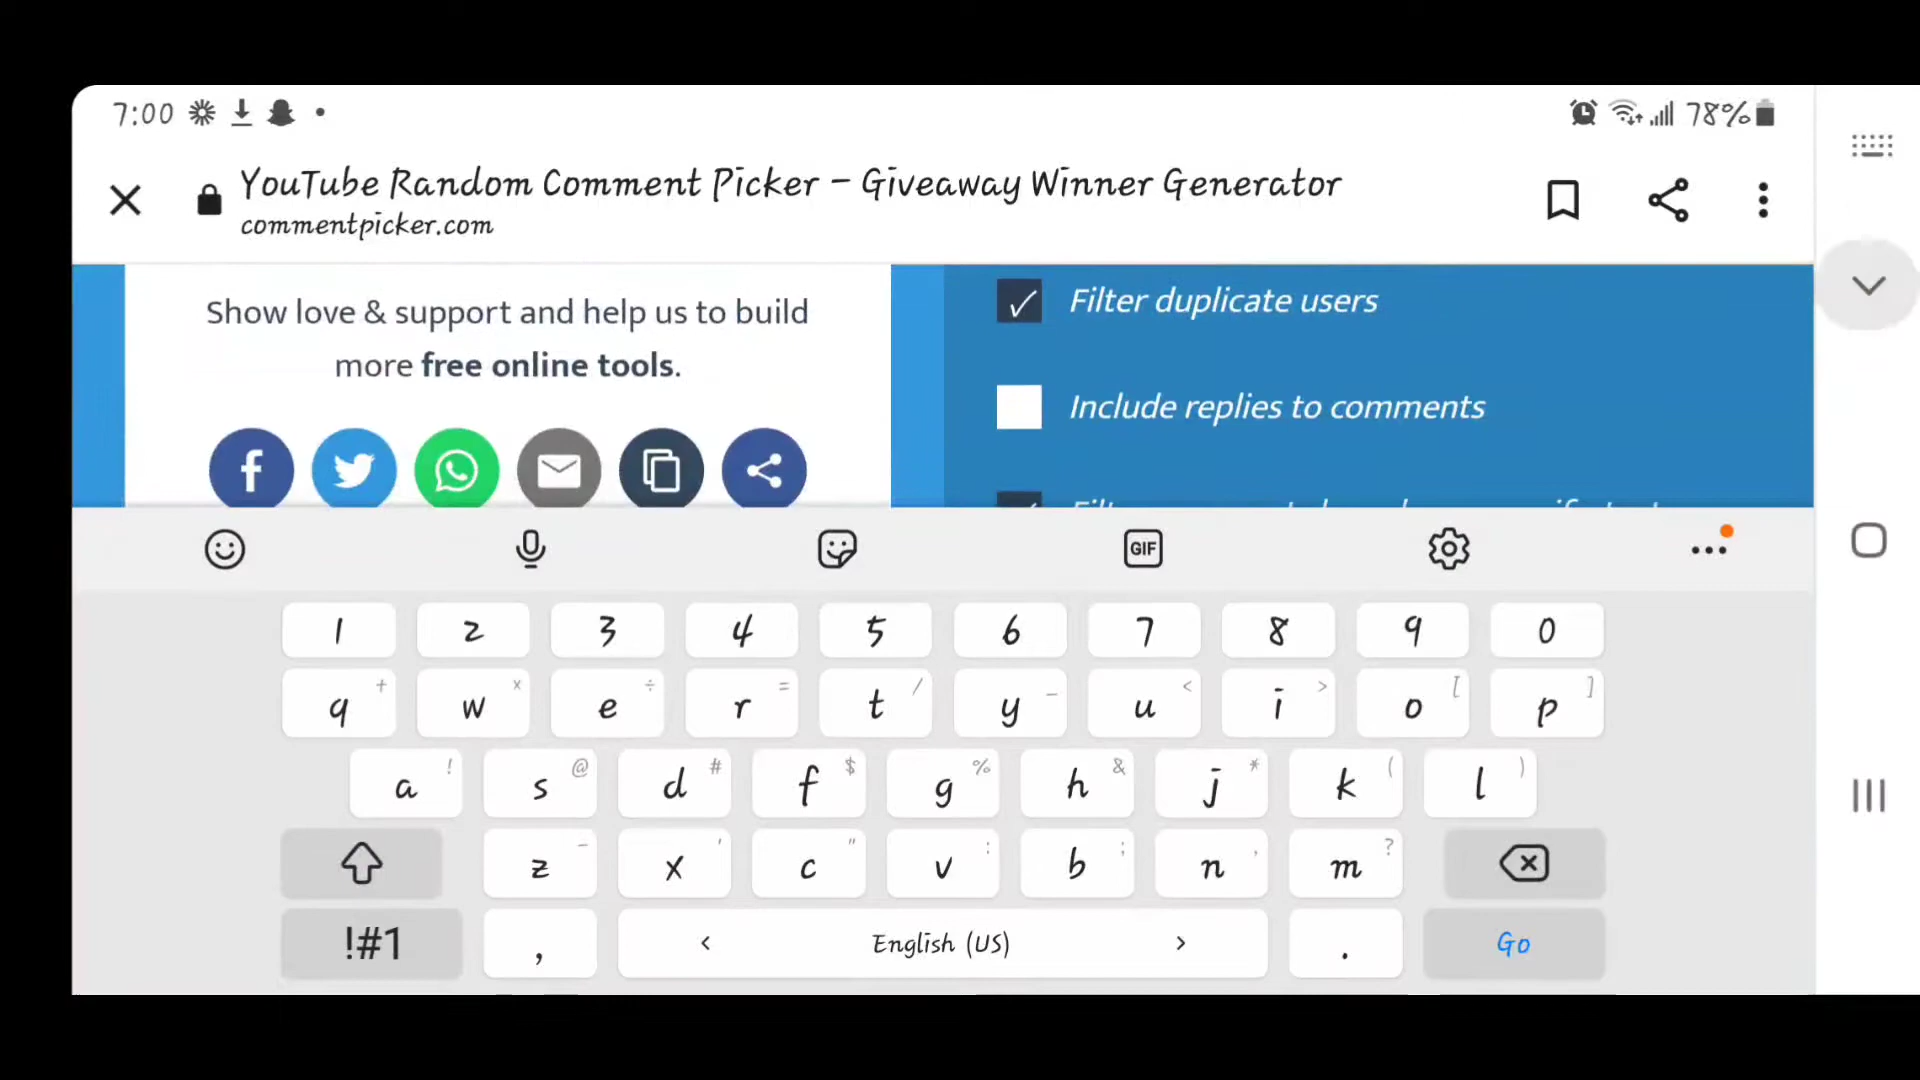 7:00
78%
YouTube Random Comment Picker – Giveaway Winner Generator
commentpicker.com
Show love & support and help us to build
more free online tools.
Filter duplicate users
Include replies to comments
GIF
1 2 3 4 5 6 7 8 9 0
q + w × e ÷ r = t / y _ u < i > o [ p ]
a ! s @ d # f $ g % h & j * k ( l )
z - x ' c " v : b ; n , m ?
!#1 , < English (US) > . Go